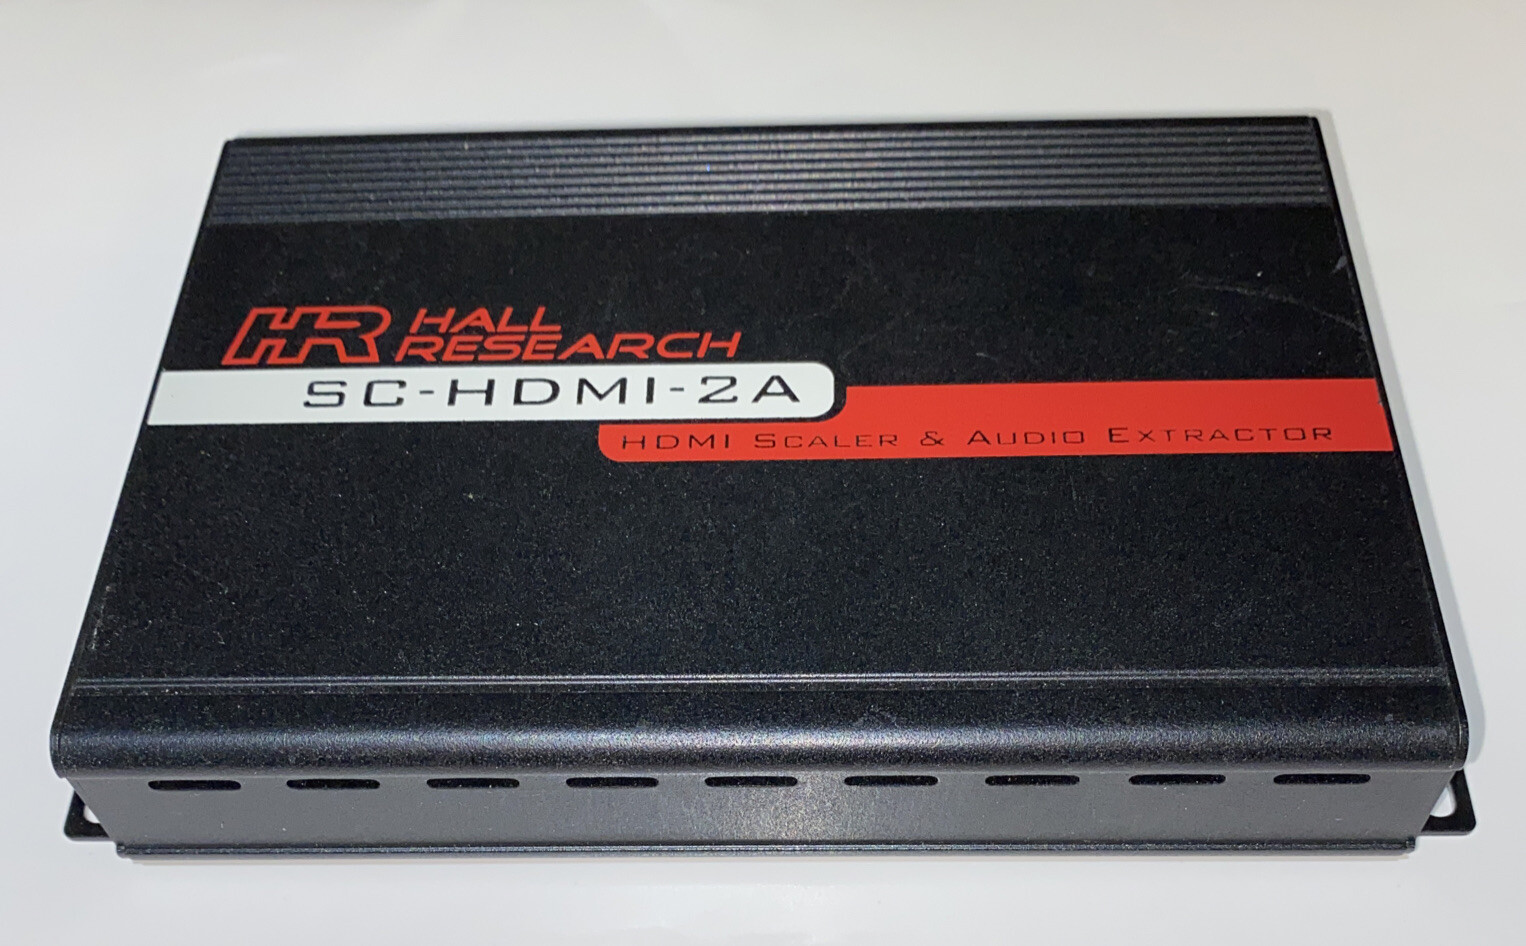 HR HALL
RESEARCH
SC-HDMI-2A
HDMI SCALER & AUDIO EXTRACTOR